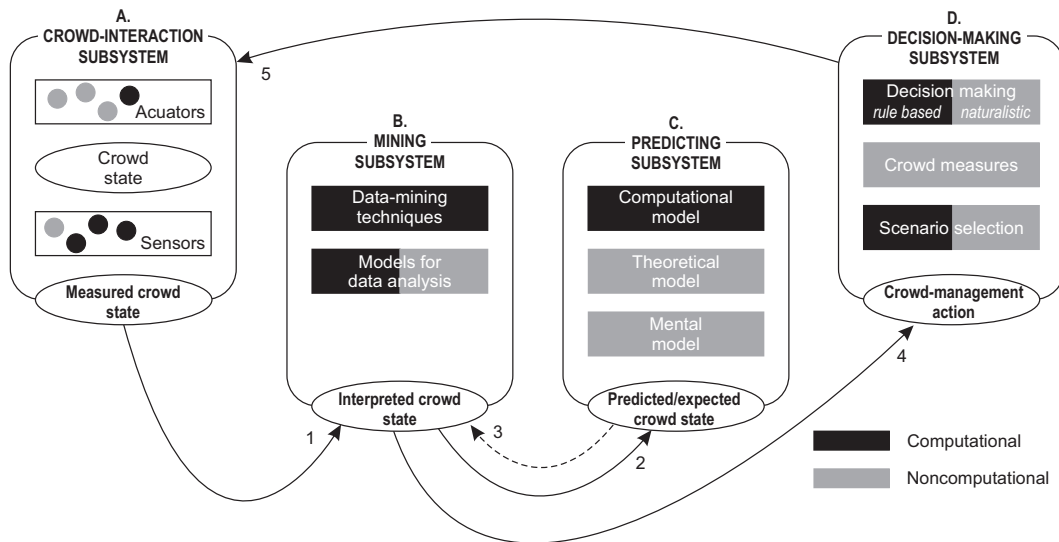 A.
CROWD-INTERACTION
SUBSYSTEM
Acuators
Crowd
state
Sensors
Measured crowd
state
B.
MINING
SUBSYSTEM
Data-mining
techniques
Models for
data analysis
Interpreted crowd
state
C.
PREDICTING
SUBSYSTEM
Computational
model
Theoretical
model
Mental
model
Predicted/expected
crowd state
D.
DECISION-MAKING
SUBSYSTEM
Decision making
rule based naturalistic
Crowd measures
Scenario selection
Crowd-management
action
5
1
3
2
4
Computational
Noncomputational